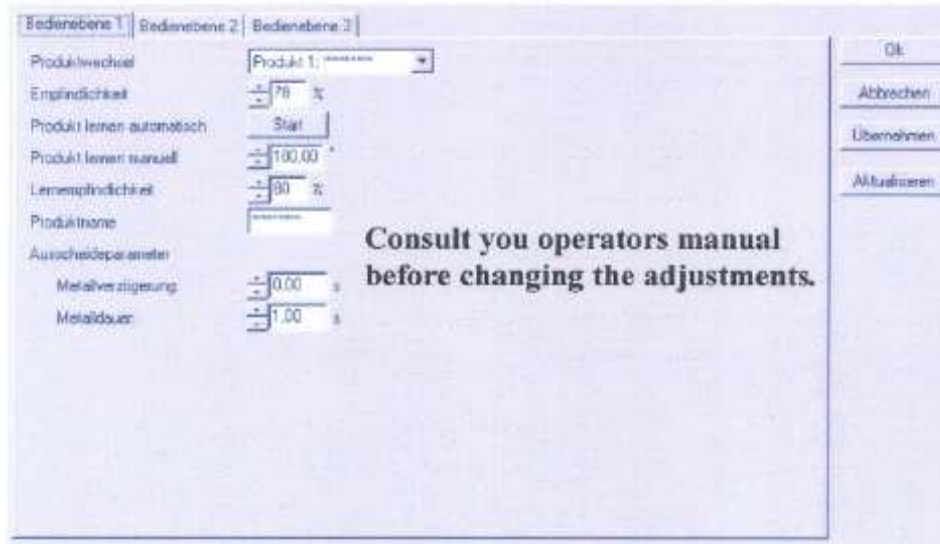 Bedienebene 1 Bedienebene 2 Bedienebene 3
Produktwechsel Produkt 1: ********
Empfindlichkeit 78 %
Produkt lernen automatisch Start
Produkt lernen manuell 180,00 °
Lernempfindlichkeit 80 %
Produktname ********
Ausscheideparameter
Metallverzögerung: 0.00 s
Metalldauer: 1.00 s
Consult you operators manual
before changing the adjustments.
Ok
Abbrechen
Übernehmen
Aktualisieren